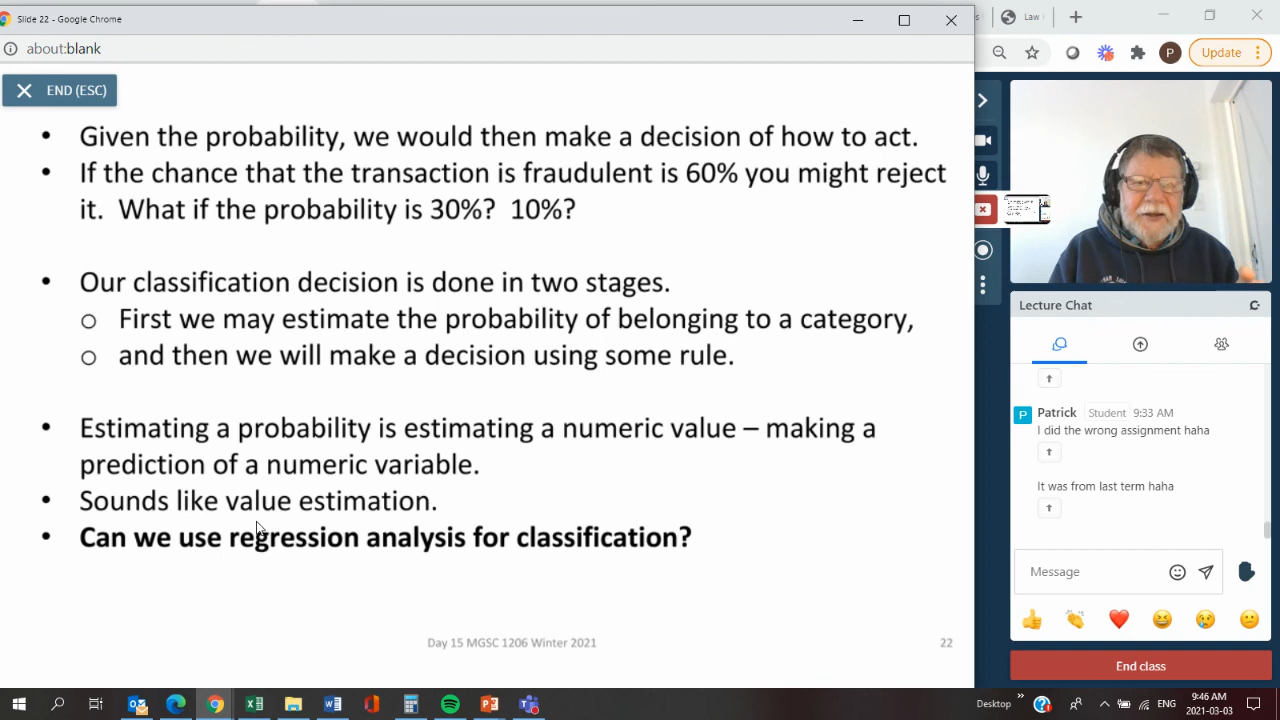 Slide 22 - Google Chrome
Law
about:blank
P
Update
END (ESC)
• Given the probability, we would then make a decision of how to act.
• If the chance that the transaction is fraudulent is 60% you might reject
it. What if the probability is 30%? 10%?
• Our classification decision is done in two stages.
o First we may estimate the probability of belonging to a category,
o and then we will make a decision using some rule.
• Estimating a probability is estimating a numeric value – making a
prediction of a numeric variable.
• Sounds like value estimation.
• Can we use regression analysis for classification?
Day 15 MGSC 1206 Winter 2021
22
Lecture Chat
P Patrick Student 9:33 AM
I did the wrong assignment haha
It was from last term haha
Message
End class
Desktop
ENG
9:46 AM
2021-03-03